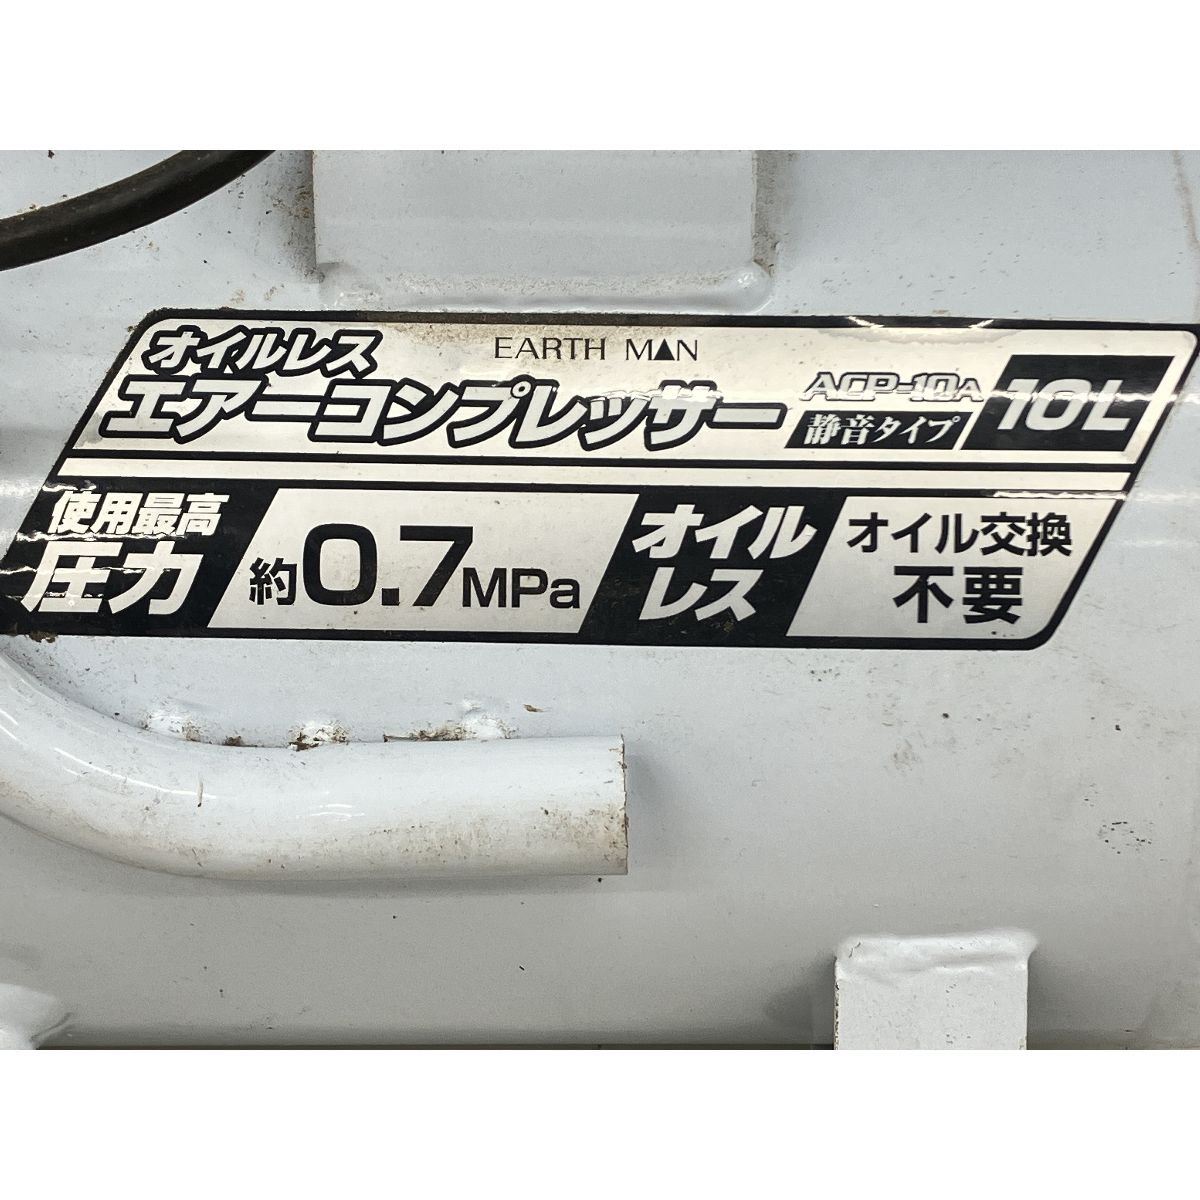 EARTH MAN
オイルレス
エアーコンプレッサー
ACP-10A
静音タイプ
10L
使用最高
圧力
約0.7MPa
オイル
レス
オイル交換
不要